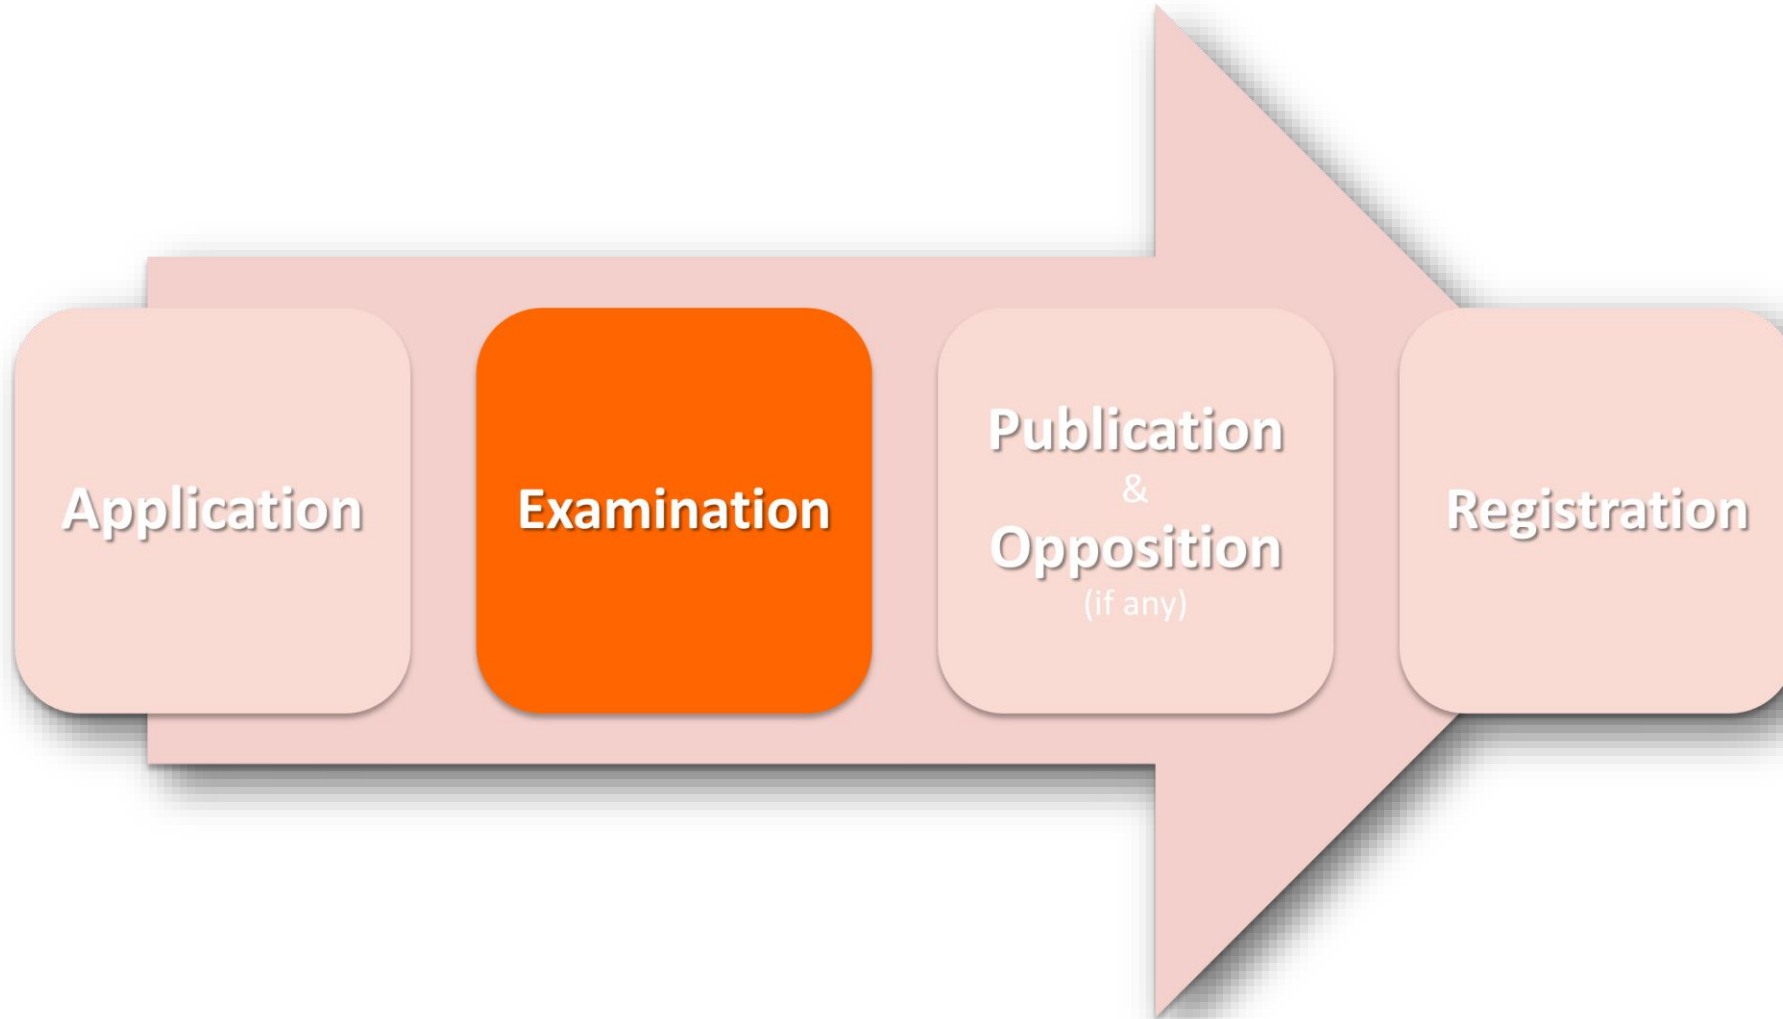 Application
Examination
Publication
&
Opposition
(if any)
Registration